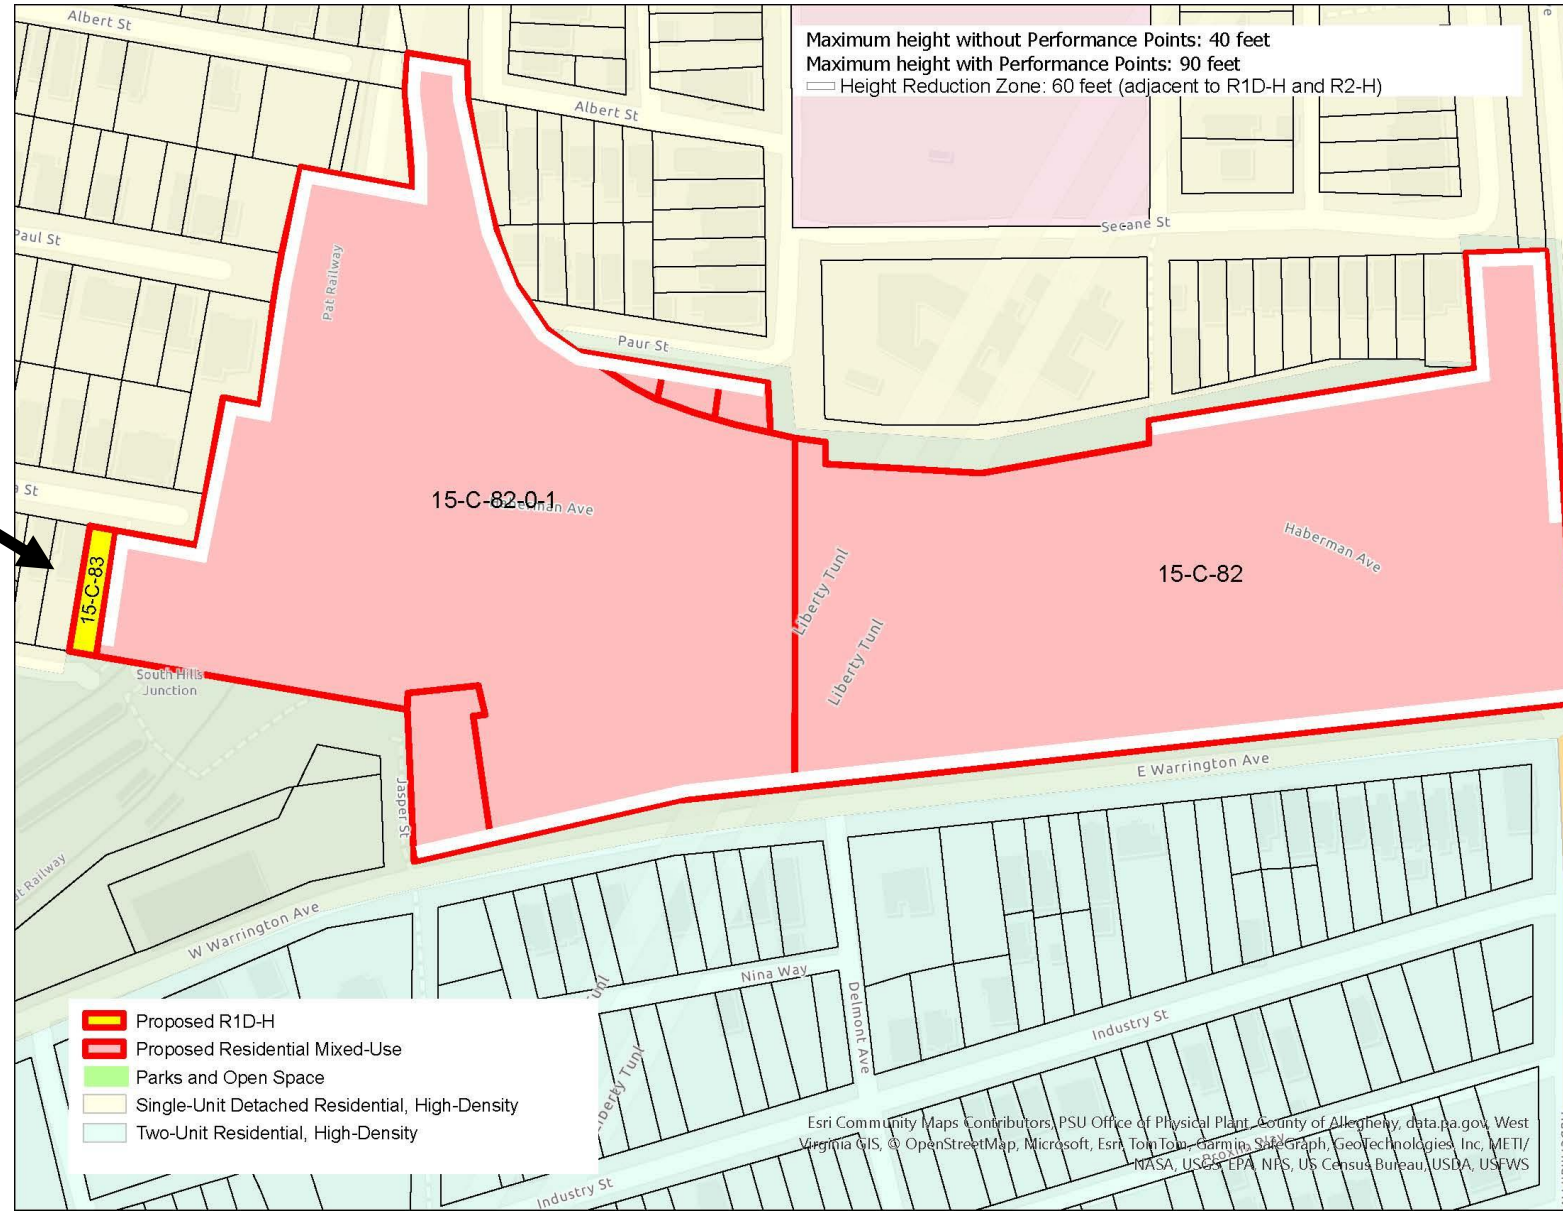 Albert St
Maximum height without Performance Points: 40 feet
Maximum height with Performance Points: 90 feet
Height Reduction Zone: 60 feet (adjacent to R1D-H and R2-H)
Albert St
Secane St
Paul St
Pat Railway
Paur St
15-C-82-0-1
Haberman Ave
Haberman Ave
15-C-82
15-C-83
Liberty Tunl
Liberty Tunl
South Hills
Junction
E Warrington Ave
Jasper St
W Warrington Ave
Nina Way
Delmont Ave
Industry St
Proposed R1D-H
Proposed Residential Mixed-Use
Parks and Open Space
Single-Unit Detached Residential, High-Density
Two-Unit Residential, High-Density
Industry St
Esri Community Maps Contributors, PSU Office of Physical Plant, County of Allegheny, data.pa.gov, West
Virginia GIS, © OpenStreetMap, Microsoft, Esri, TomTom, Garmin, SafeGraph, GeoTechnologies, Inc, METI/
NASA, USGS, EPA, NPS, US Census Bureau, USDA, USFWS